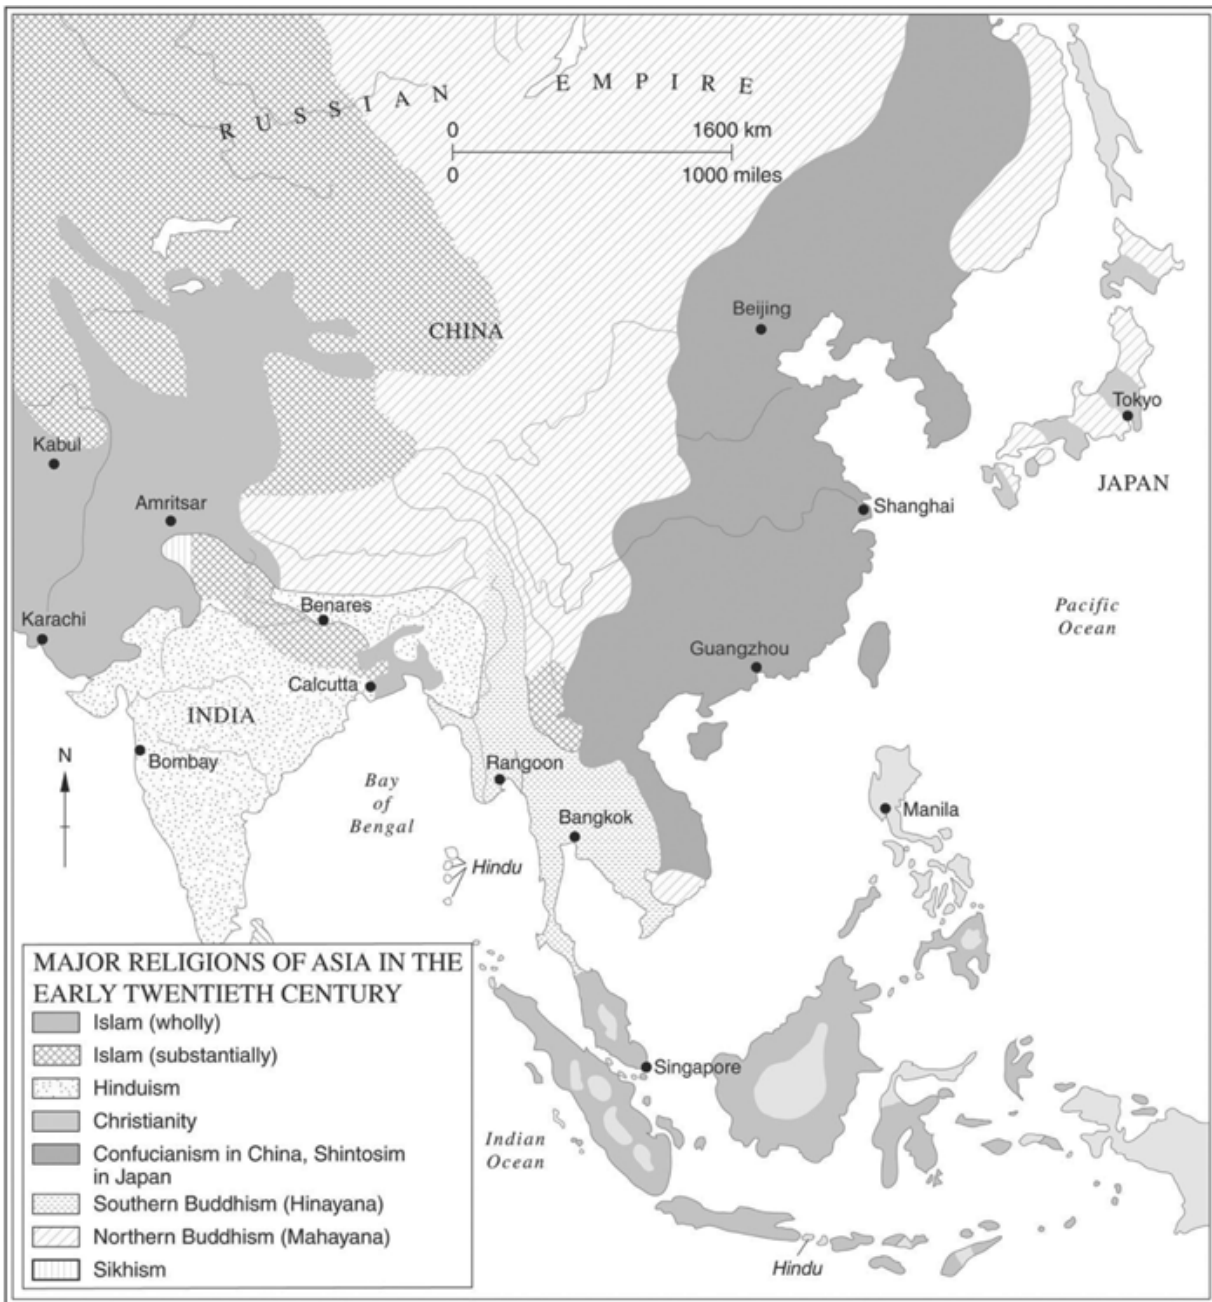 RUSSIAN EMPIRE
0 1600 km
0 1000 miles
CHINA
Beijing
Kabul
Tokyo
JAPAN
Amritsar
Shanghai
Karachi
Benares
Pacific
Ocean
Guangzhou
Calcutta
INDIA
N
Bombay
Rangoon
Bay
of
Bengal
Bangkok
Manila
Hindu
MAJOR RELIGIONS OF ASIA IN THE
EARLY TWENTIETH CENTURY
Islam (wholly)
Islam (substantially)
Hinduism
Christianity
Confucianism in China, Shintosim
in Japan
Southern Buddhism (Hinayana)
Northern Buddhism (Mahayana)
Sikhism
Singapore
Indian
Ocean
Hindu